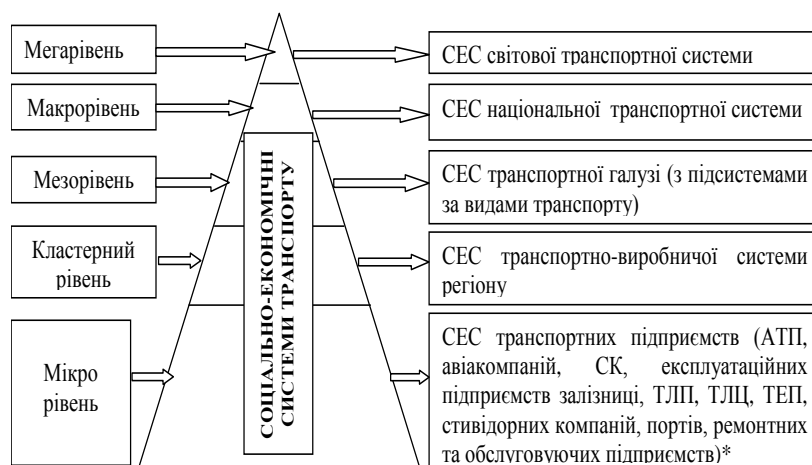 Мегарівень
СЕС світової транспортної системи
Макрорівень
СЕС національної транспортної системи
Мезорівень
СЕС транспортної галузі (з підсистемами
за видами транспорту)
Кластерний
рівень
СЕС транспортно-виробничої системи
регіону
Мікро
рівень
СЕС транспортних підприємств (АТП,
авіакомпаній, СК, експлуатаційних
підприємств залізниці, ТЛП, ТЛЦ, ТЕП,
стивідорних компаній, портів, ремонтних
та обслуговуючих підприємств)*
СОЦІАЛЬНО-ЕКОНОМІЧНІ
СИСТЕМИ ТРАНСПОРТУ